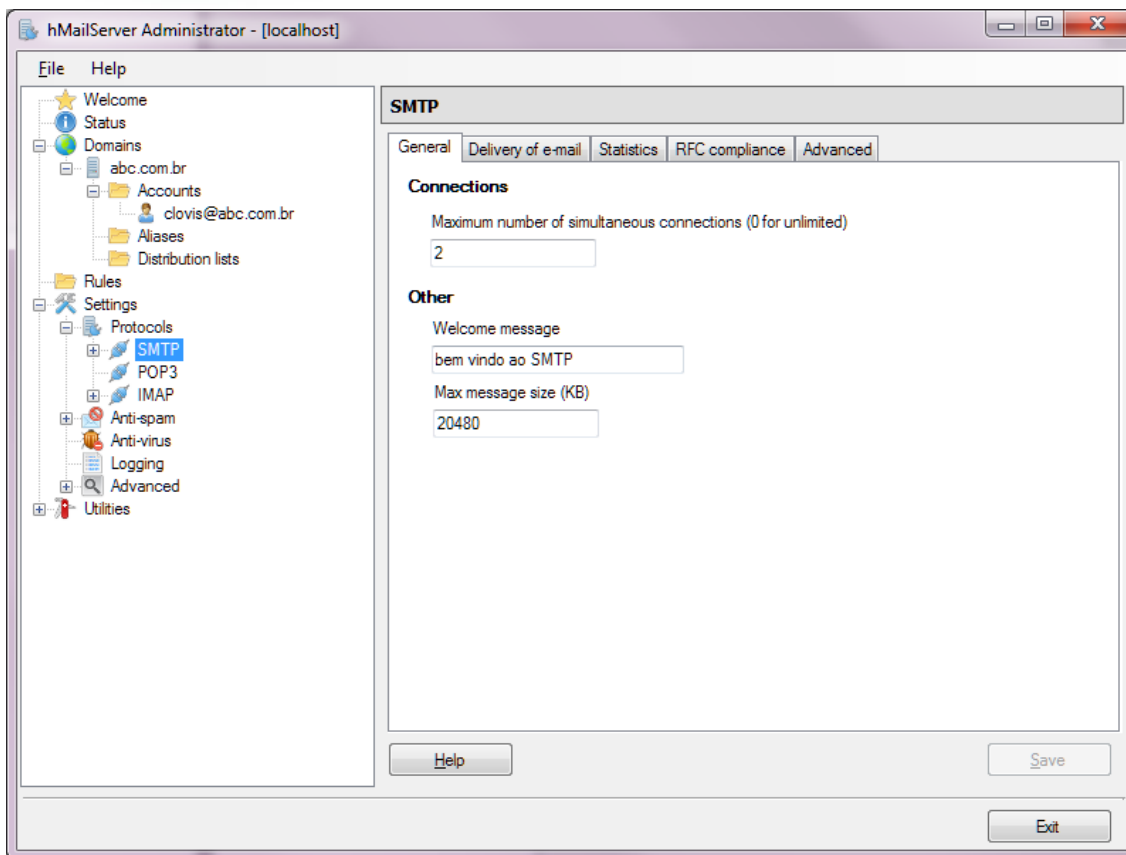 hMailServer Administrator - [localhost]
File Help
Welcome
Status
Domains
abc.com.br
Accounts
clovis@abc.com.br
Aliases
Distribution lists
Rules
Settings
Protocols
SMTP
POP3
IMAP
Anti-spam
Anti-virus
Logging
Advanced
Utilities
SMTP
General Delivery of e-mail Statistics RFC compliance Advanced
Connections
Maximum number of simultaneous connections (0 for unlimited)
2
Other
Welcome message
bem vindo ao SMTP
Max message size (KB)
20480
Help Save
Exit